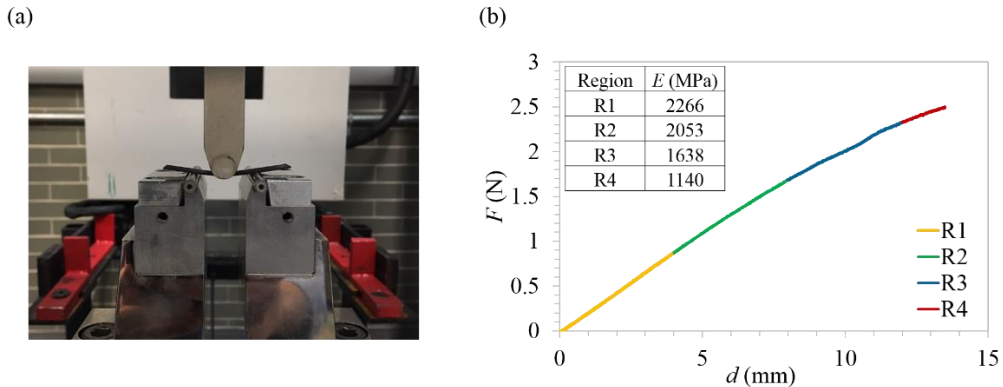 (a)
(b)
Region E (MPa)
R1 2266
R2 2053
R3 1638
R4 1140
3
2.5
2
1.5
1
0.5
0
F (N)
R1
R2
R3
R4
0 5 10 15
d (mm)